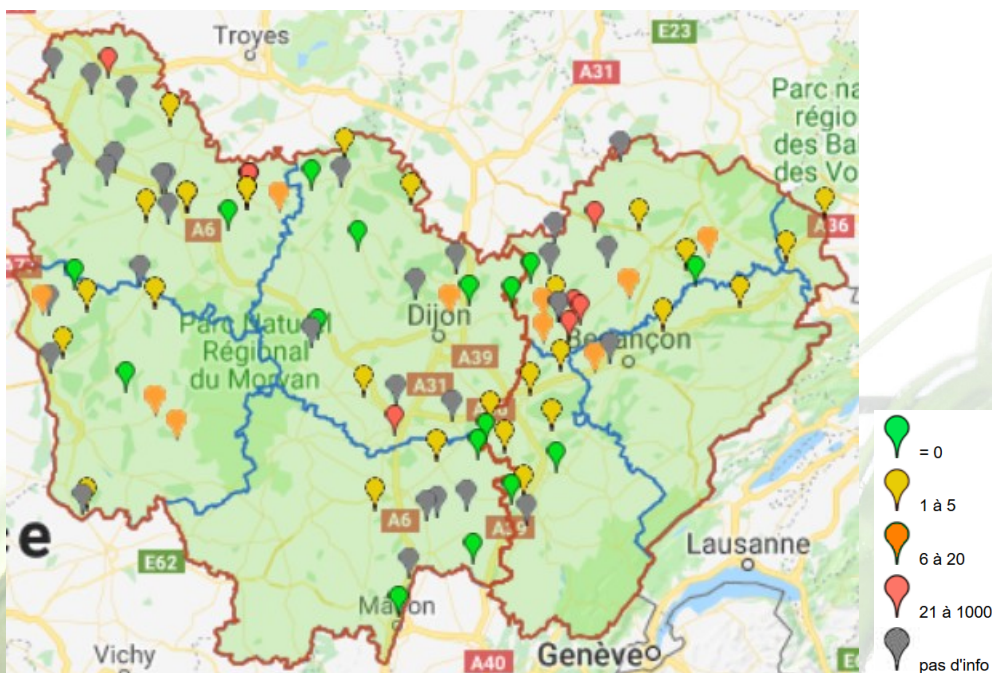 Troyes
E23
A31
Parc na
régio
des Ba
des Vo
A36
A6
Dijon
Parc Naturel
Régional
du Morvan
A39
A31
Besançon
A6
A39
e
E62
Lausanne
Mâcon
Vichy
A40
Genève
= 0
1 à 5
6 à 20
21 à 1000
pas d'info